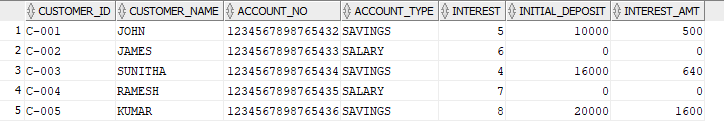 CUSTOMER_ID CUSTOMER_NAME ACCOUNT_NO ACCOUNT_TYPE INTEREST INITIAL_DEPOSIT INTEREST_AMT
1 C-001 JOHN 1234567898765432 SAVINGS 5 10000 500
2 C-002 JAMES 1234567898765433 SALARY 6 0 0
3 C-003 SUNITHA 1234567898765434 SAVINGS 4 16000 640
4 C-004 RAMESH 1234567898765435 SALARY 7 0 0
5 C-005 KUMAR 1234567898765436 SAVINGS 8 20000 1600